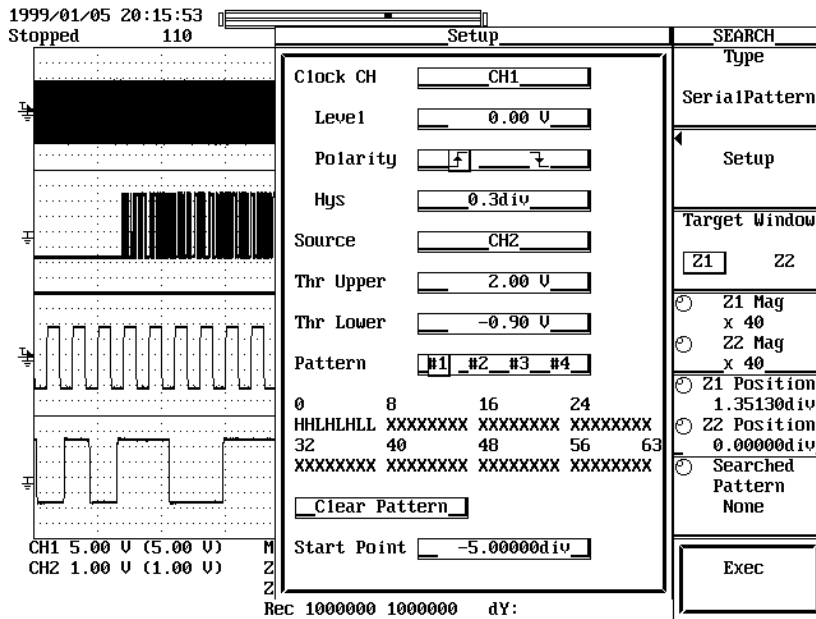 1999/01/05 20:15:53
Stopped 110
Setup
SEARCH
Type
SerialPattern
Setup
Target Window
Z1 Z2
Z1 Mag
x 40
Z2 Mag
x 40
Z1 Position
1.35130div
Z2 Position
0.00000div
Searched
Pattern
None
Exec
Clock CH CH1
Level 0.00 V
Polarity
Hys 0.3div
Source CH2
Thr Upper 2.00 V
Thr Lower -0.90 V
Pattern #1 #2 #3 #4
0 8 16 24
HHLHLHLL XXXXXXXX XXXXXXXX XXXXXXXX
32 40 48 56 63
XXXXXXXX XXXXXXXX XXXXXXXX XXXXXXXX
Clear Pattern
Start Point -5.00000div
CH1 5.00 V (5.00 V) M
CH2 1.00 V (1.00 V) Z
Z
Rec 1000000 1000000 dY: